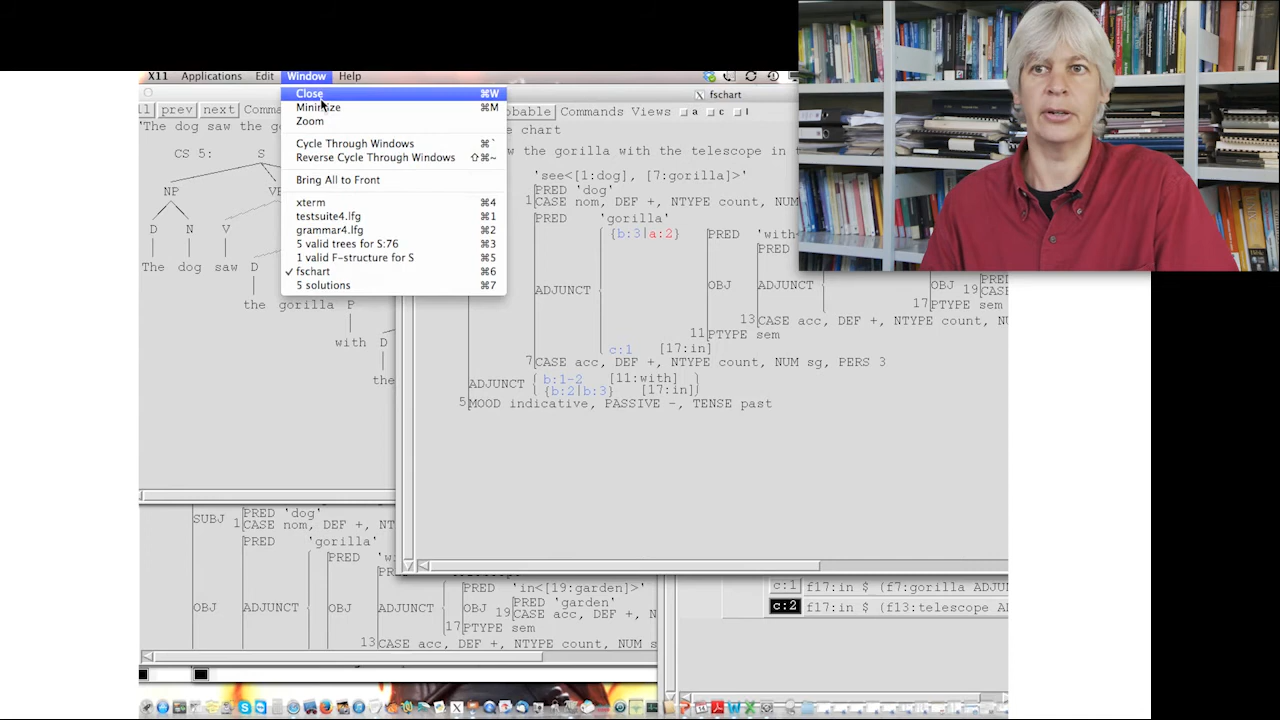 X11 Applications Edit Window Help
Close ⌘W
Minimize ⌘M
Zoom
Cycle Through Windows ⌘`
Reverse Cycle Through Windows ⇧⌘~
Bring All to Front
xterm ⌘4
testsuite4.lfg ⌘1
grammar4.lfg ⌘2
5 valid trees for S:76 ⌘3
1 valid F-structure for S ⌘5
✓ fschart ⌘6
5 solutions ⌘7
prev next
"The dog saw the go
CS 5: S
NP
D N V
The dog saw D
the gorilla P
with D
the
X fschart
Commands Views a c l
e chart
w the gorilla with the telescope in t
'see<[1:dog], [7:gorilla]>'
PRED 'dog'
1 CASE nom, DEF +, NTYPE count, NUM
PRED 'gorilla'
{b:3|a:2} PRED 'with
PRED
ADJUNCT OBJ ADJUNCT OBJ 19
17 PTYPE sem
13 CASE acc, DEF +, NTYPE count, NU
11 PTYPE sem
c:1 [17:in]
7 CASE acc, DEF +, NTYPE count, NUM sg, PERS 3
ADJUNCT b:1-2 [11:with]
{b:2|b:3} [17:in]
5 MOOD indicative, PASSIVE -, TENSE past
PRED 'dog'
SUBJ 1 CASE nom, DEF +, NT
PRED 'gorilla'
PRED 'w
PRED 'in<[19:garden]>'
PRED 'garden'
OBJ ADJUNCT OBJ ADJUNCT OBJ 19 CASE acc, DEF +, N
17 PTYPE sem
13 CASE acc, DEF +, NTYPE count, NUM s
c:1 f17:in $ (f7:gorilla ADJUN
c:2 f17:in $ (f13:telescope AD